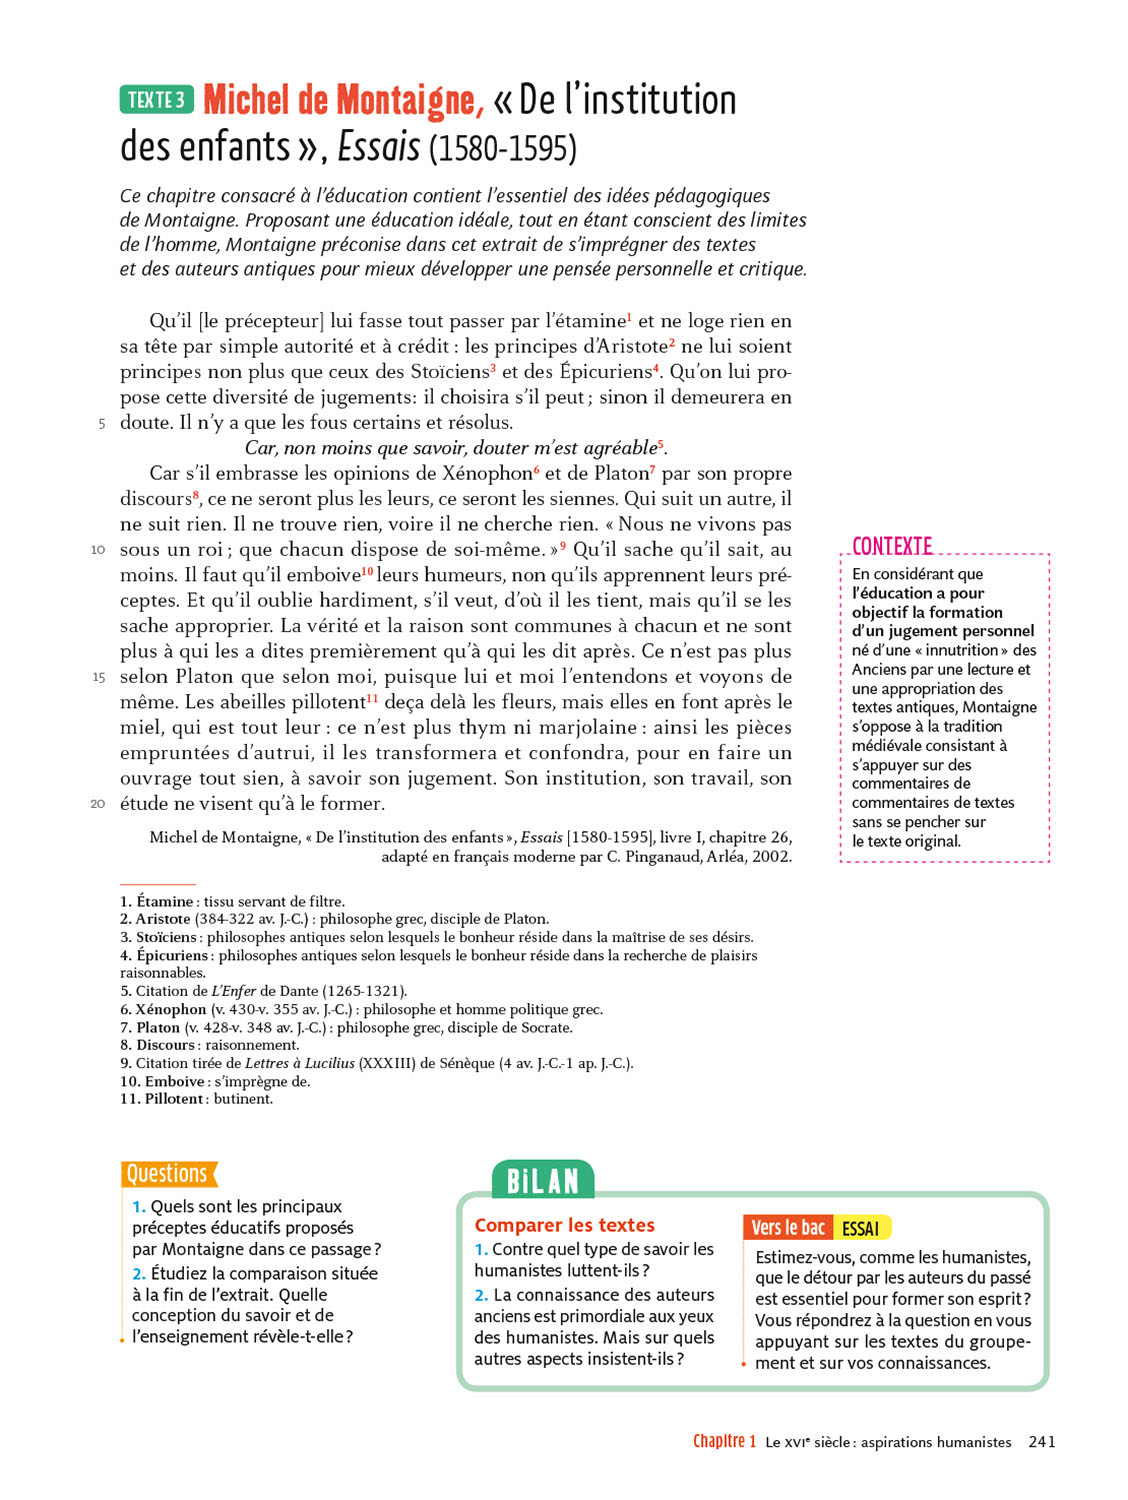 TEXTE 3 Michel de Montaigne, « De l’institution
des enfants », Essais (1580-1595)
Ce chapitre consacré à l’éducation contient l’essentiel des idées pédagogiques
de Montaigne. Proposant une éducation idéale, tout en étant conscient des limites
de l’homme, Montaigne préconise dans cet extrait de s’imprégner des textes
et des auteurs antiques pour mieux développer une pensée personnelle et critique.
Qu’il [le précepteur] lui fasse tout passer par l’étamine1 et ne loge rien en
sa tête par simple autorité et à crédit : les principes d’Aristote2 ne lui soient
principes non plus que ceux des Stoïciens3 et des Épicuriens4. Qu’on lui pro-
pose cette diversité de jugements: il choisira s’il peut ; sinon il demeurera en
5 doute. Il n’y a que les fous certains et résolus.
Car, non moins que savoir, douter m’est agréable5.
Car s’il embrasse les opinions de Xénophon6 et de Platon7 par son propre
discours8, ce ne seront plus les leurs, ce seront les siennes. Qui suit un autre, il
ne suit rien. Il ne trouve rien, voire il ne cherche rien. « Nous ne vivons pas
10 sous un roi ; que chacun dispose de soi-même. »9 Qu’il sache qu’il sait, au
moins. Il faut qu’il emboive10 leurs humeurs, non qu’ils apprennent leurs pré-
ceptes. Et qu’il oublie hardiment, s’il veut, d’où il les tient, mais qu’il se les
sache approprier. La vérité et la raison sont communes à chacun et ne sont
plus à qui les a dites premièrement qu’à qui les dit après. Ce n’est pas plus
15 selon Platon que selon moi, puisque lui et moi l’entendons et voyons de
même. Les abeilles pillotent11 deça delà les fleurs, mais elles en font après le
miel, qui est tout leur : ce n’est plus thym ni marjolaine : ainsi les pièces
empruntées d’autrui, il les transformera et confondra, pour en faire un
ouvrage tout sien, à savoir son jugement. Son institution, son travail, son
20 étude ne visent qu’à le former.
Michel de Montaigne, « De l’institution des enfants », Essais [1580-1595], livre I, chapitre 26,
adapté en français moderne par C. Pinganaud, Arléa, 2002.
CONTEXTE
En considérant que
l’éducation a pour
objectif la formation
d’un jugement personnel
né d’une « innutrition » des
Anciens par une lecture et
une appropriation des
textes antiques, Montaigne
s’oppose à la tradition
médiévale consistant à
s’appuyer sur des
commentaires de
commentaires de textes
sans se pencher sur
le texte original.
1. Étamine : tissu servant de filtre.
2. Aristote (384-322 av. J.-C.) : philosophe grec, disciple de Platon.
3. Stoïciens : philosophes antiques selon lesquels le bonheur réside dans la maîtrise de ses désirs.
4. Épicuriens : philosophes antiques selon lesquels le bonheur réside dans la recherche de plaisirs
raisonnables.
5. Citation de L’Enfer de Dante (1265-1321).
6. Xénophon (v. 430-v. 355 av. J.-C.) : philosophe et homme politique grec.
7. Platon (v. 428-v. 348 av. J.-C.) : philosophe grec, disciple de Socrate.
8. Discours : raisonnement.
9. Citation tirée de Lettres à Lucilius (XXXIII) de Sénèque (4 av. J.-C.-1 ap. J.-C.).
10. Emboive : s’imprègne de.
11. Pillotent : butinent.
Questions
1. Quels sont les principaux
préceptes éducatifs proposés
par Montaigne dans ce passage ?
2. Étudiez la comparaison située
à la fin de l’extrait. Quelle
conception du savoir et de
l’enseignement révèle-t-elle ?
BiLAN
Comparer les textes
1. Contre quel type de savoir les
humanistes luttent-ils ?
2. La connaissance des auteurs
anciens est primordiale aux yeux
des humanistes. Mais sur quels
autres aspects insistent-ils ?
Vers le bac ESSAI
Estimez-vous, comme les humanistes,
que le détour par les auteurs du passé
est essentiel pour former son esprit ?
Vous répondrez à la question en vous
appuyant sur les textes du groupe-
ment et sur vos connaissances.
Chapitre 1 Le XVIe siècle : aspirations humanistes 241